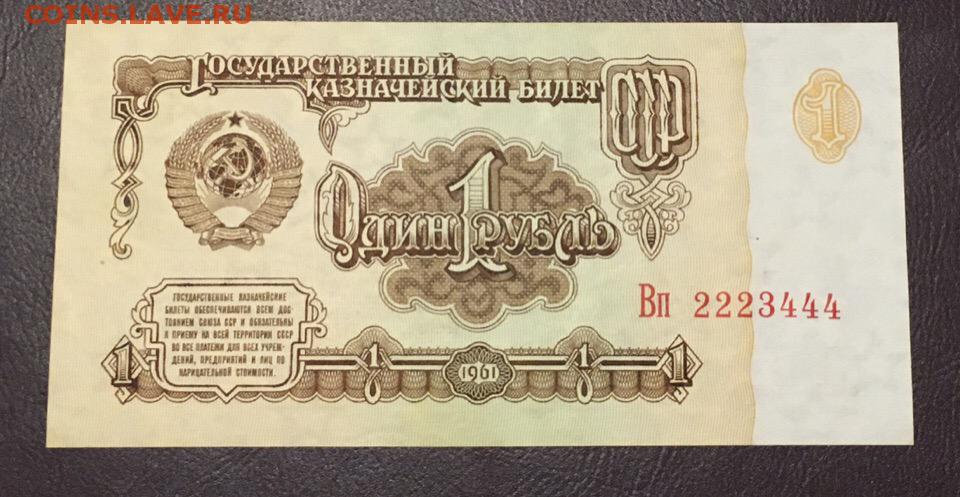 COINS.LAVE.RU
ГОСУДАРСТВЕННЫЙ
КАЗНАЧЕЙСКИЙ БИЛЕТ
СССР
1
ОДИН 1 РУБЛЬ
Вп 2223444
ГОСУДАРСТВЕННЫЕ КАЗНАЧЕЙСКИЕ
БИЛЕТЫ ОБЕСПЕЧИВАЮТСЯ ВСЕМ ДОС-
ТОЯНИЕМ СОЮЗА ССР И ОБЯЗАТЕЛЬНЫ
К ПРИЕМУ НА ВСЕЙ ТЕРРИТОРИИ СССР
ВО ВСЕ ПЛАТЕЖИ ДЛЯ ВСЕХ УЧРЕЖ-
ДЕНИЙ, ПРЕДПРИЯТИЙ И ЛИЦ ПО
НАРИЦАТЕЛЬНОЙ СТОИМОСТИ.
1 1 1961 1 1